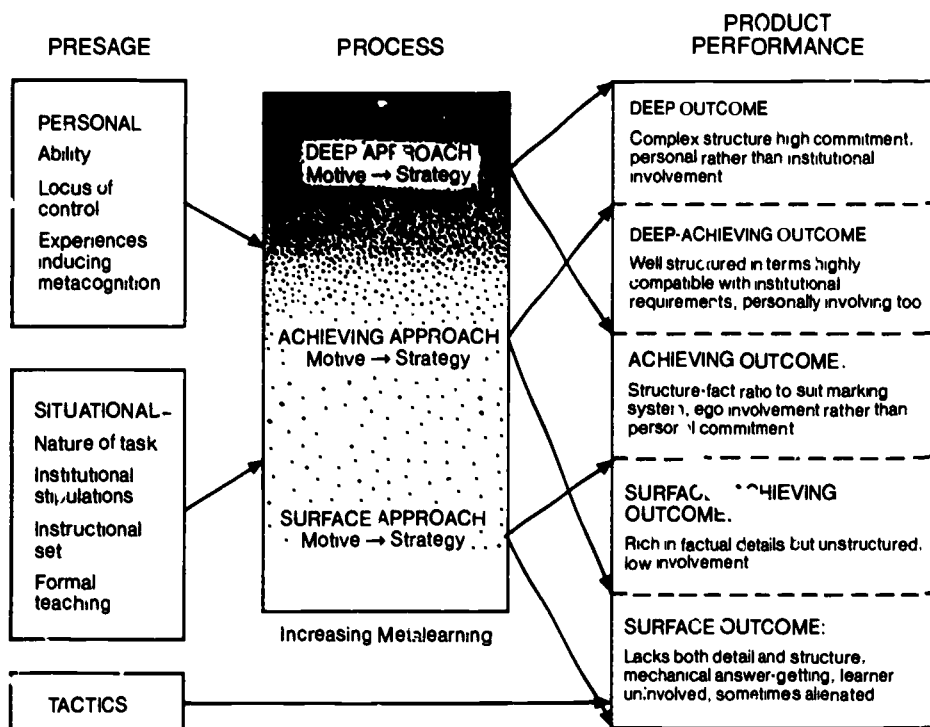 PRESAGE
PROCESS
PRODUCT
PERFORMANCE
PERSONAL
Ability
Locus of
control
Experiences
inducing
metacognition
SITUATIONAL –
Nature of task
Institutional
stipulations
Instructional
set
Formal
teaching
TACTICS
DEEP APPROACH
Motive → Strategy
ACHIEVING APPROACH
Motive → Strategy
SURFACE APPROACH
Motive → Strategy
Increasing Metalearning
DEEP OUTCOME
Complex structure high commitment,
personal rather than institutional
involvement
DEEP-ACHIEVING OUTCOME
Well structured in terms highly
compatible with institutional
requirements, personally involving too
ACHIEVING OUTCOME.
Structure-fact ratio to suit marking
system, ego involvement rather than
personal commitment
SURFACE ACHIEVING
OUTCOME.
Rich in factual details but unstructured,
low involvement
SURFACE OUTCOME:
Lacks both detail and structure,
mechanical answer-getting, learner
uninvolved, sometimes alienated